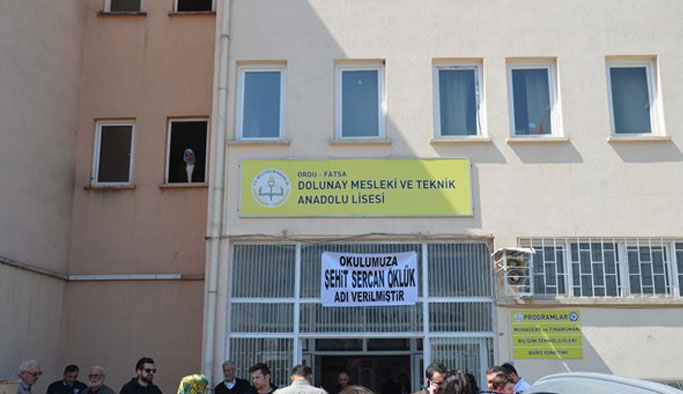 ORDU - FATSA
DOLUNAY MESLEKİ VE TEKNİK
ANADOLU LİSESİ
OKULUMUZA
ŞEHİT SERCAN ÖKLÜK
ADI VERİLMİŞTİR
PROGRAMLAR
MUHASEBE ve FİNANSMAN
BİLİŞİM TEKNOLOJİLERİ
BÜRO YÖNETİMİ